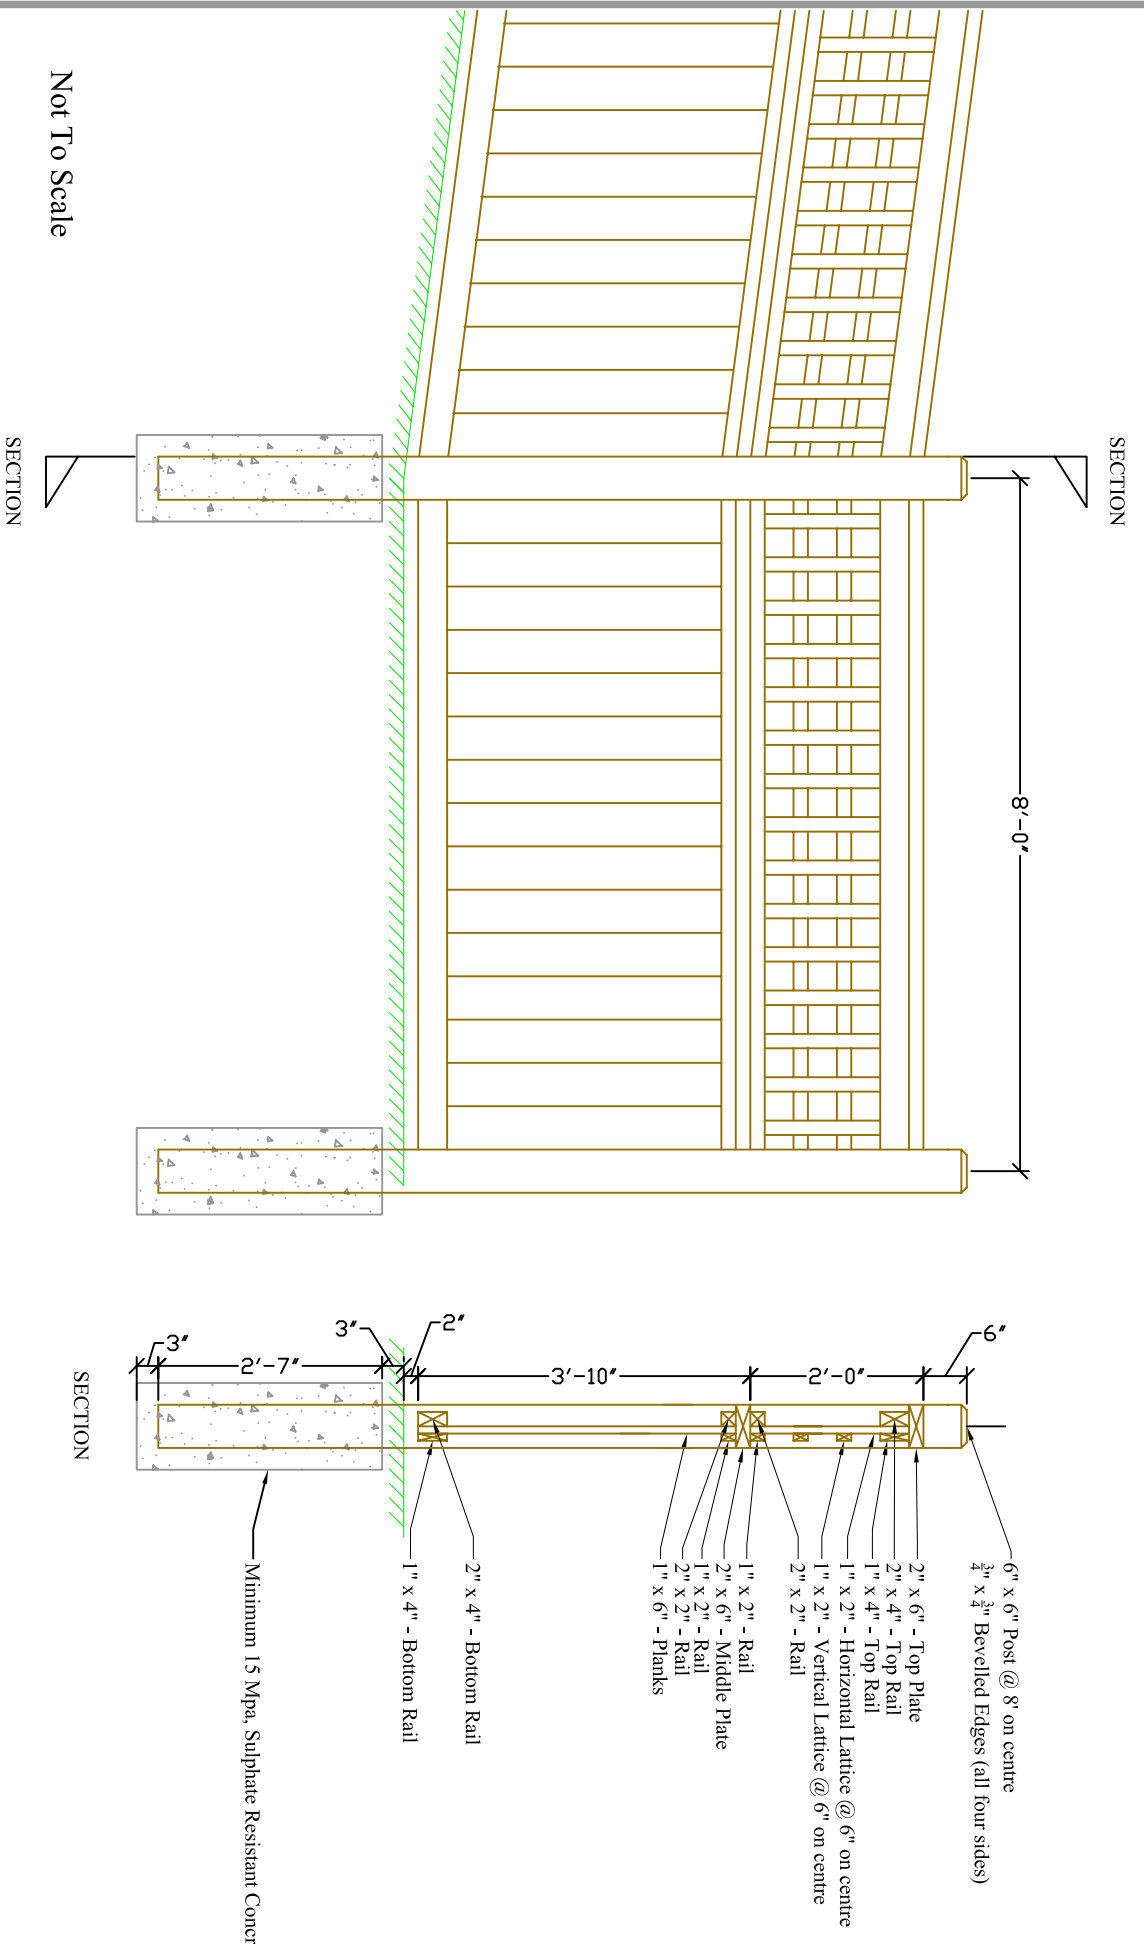 SECTION
8'-0"
Not To Scale
SECTION
6"
2'-0"
3'-10"
2"
3"
2'-7"
3"
SECTION
6" x 6" Post @ 8' on centre
¾" x ¾" Bevelled Edges (all four sides)
2" x 6" - Top Plate
2" x 4" - Top Rail
1" x 4" - Top Rail
1" x 2" - Horizontal Lattice @ 6" on centre
1" x 2" - Vertical Lattice @ 6" on centre
2" x 2" - Rail
1" x 2" - Rail
2" x 6" - Middle Plate
1" x 2" - Rail
2" x 2" - Rail
1" x 6" - Planks
2" x 4" - Bottom Rail
1" x 4" - Bottom Rail
Minimum 15 Mpa, Sulphate Resistant Concr